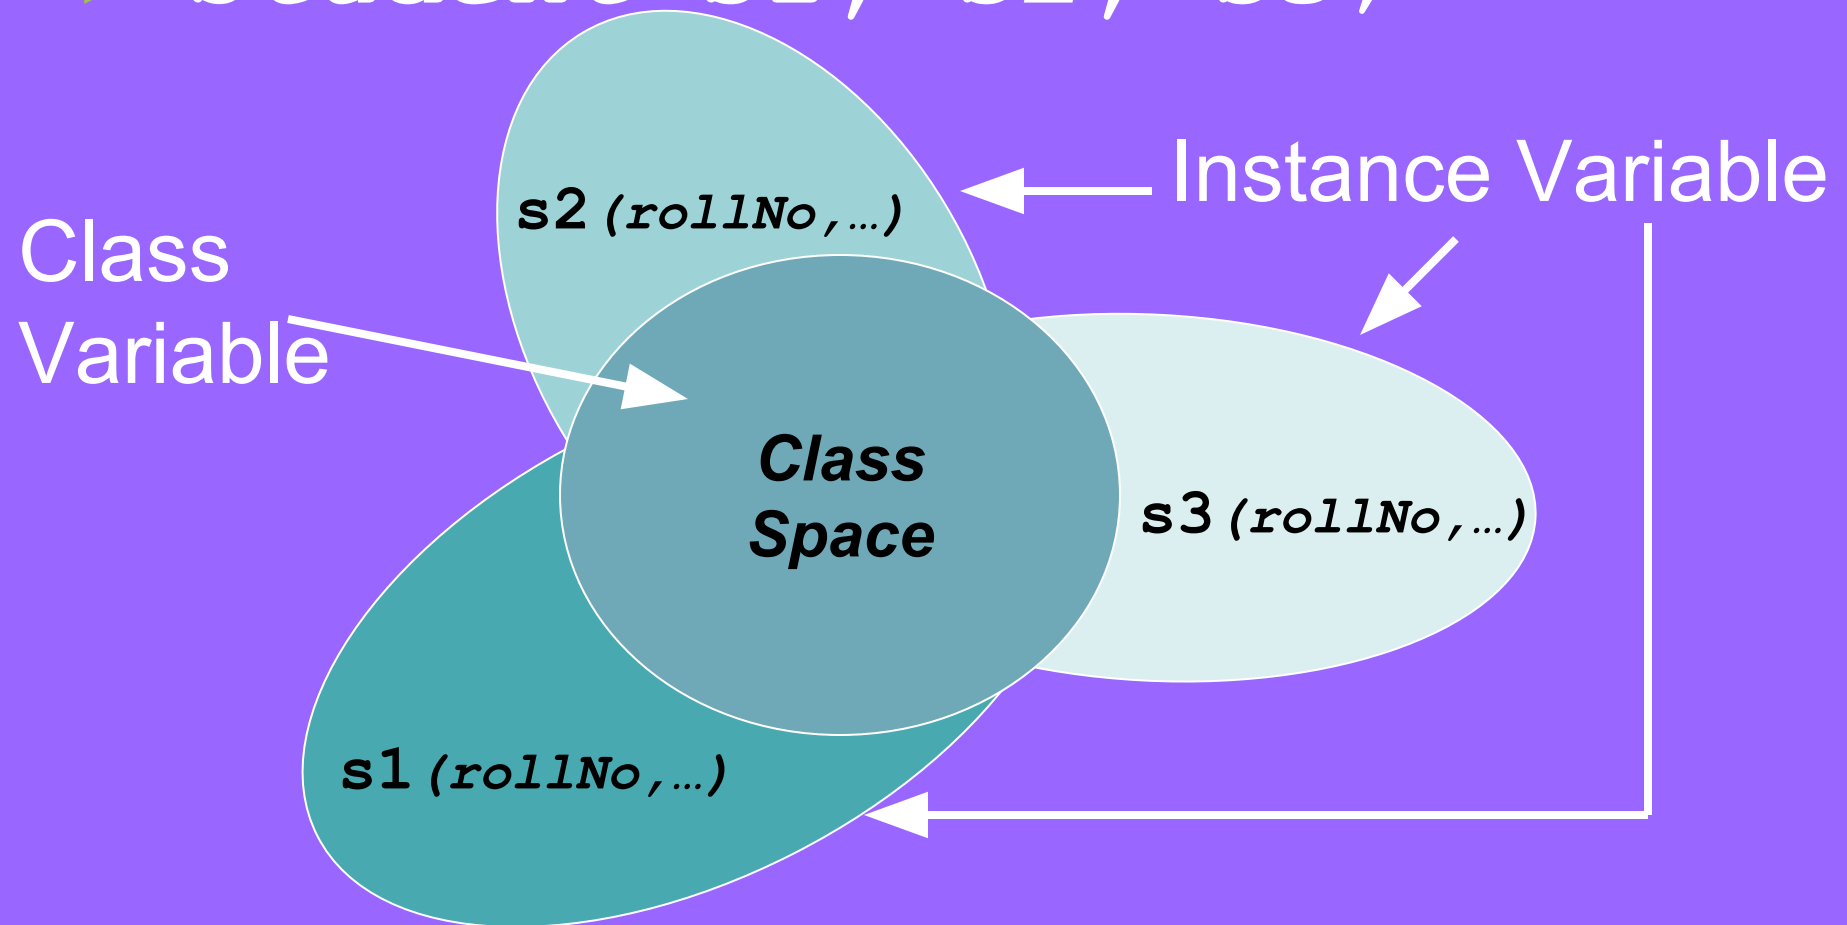 s2(rollNo,…)
Instance Variable
Class
Variable
Class
Space
s3(rollNo,…)
s1(rollNo,…)